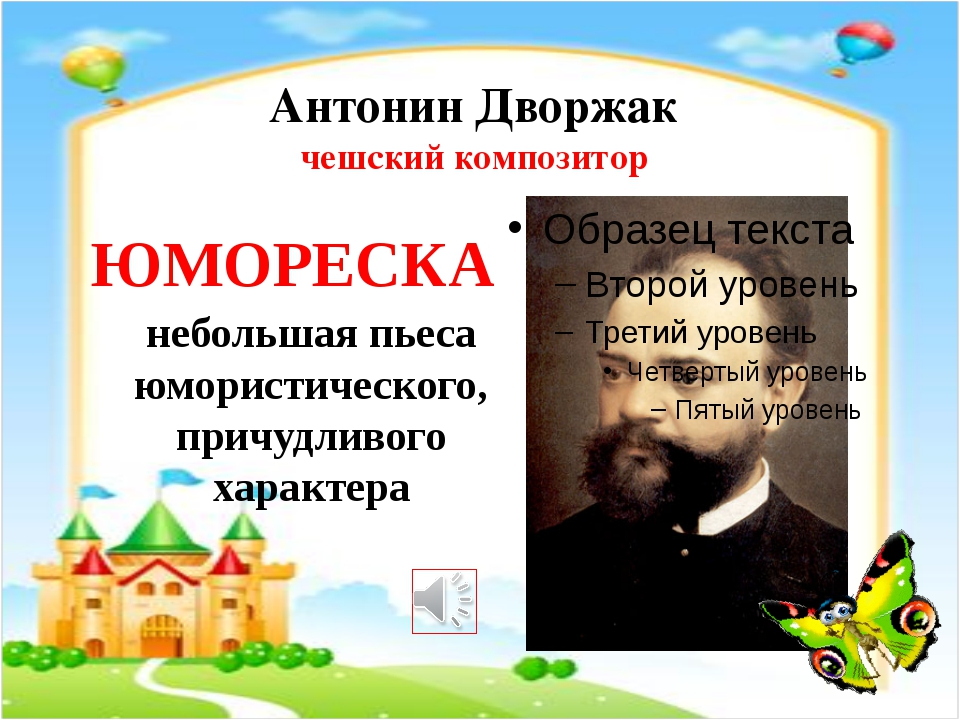 Антонин Дворжак
чешский композитор
ЮМОРЕСКА
небольшая пьеса
юмористического,
причудливого
характера
• Образец текста
– Второй уровень
– Третий уровень
• Четвертый уровень
– Пятый уровень